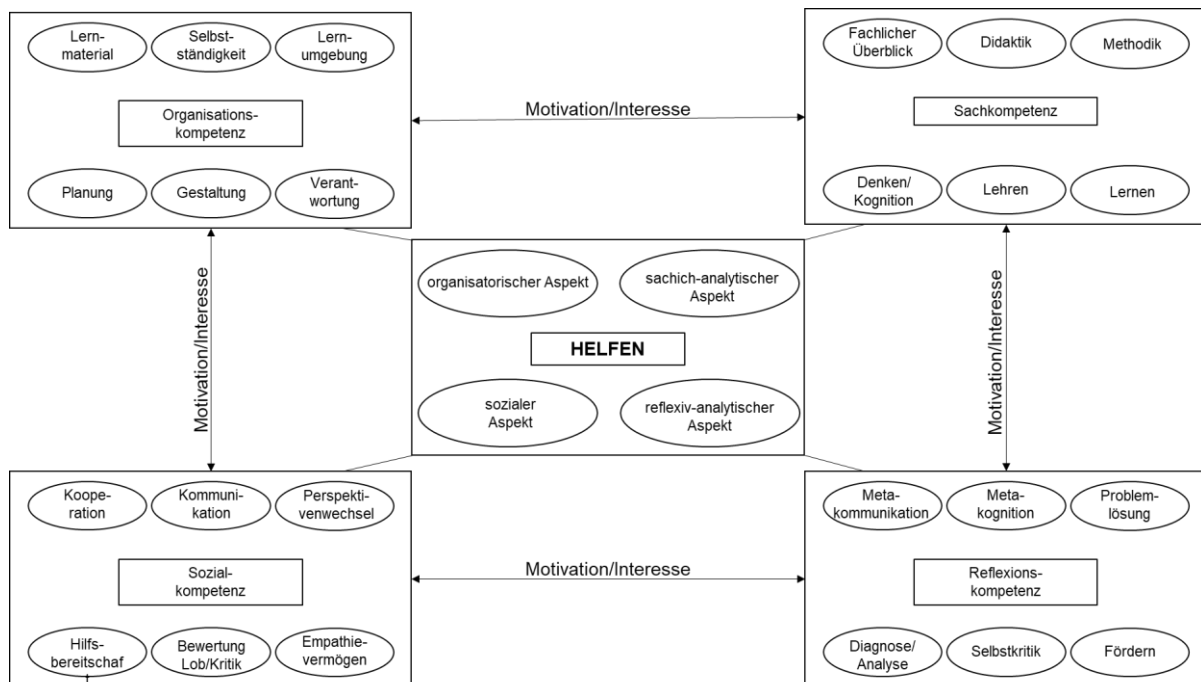 Lern-
material
Selbst-
ständigkeit
Lern-
umgebung
Organisations-
kompetenz
Planung
Gestaltung
Verant-
wortung
Motivation/Interesse
Fachlicher
Überblick
Didaktik
Methodik
Sachkompetenz
Denken/
Kognition
Lehren
Lernen
Motivation/Interesse
organisatorischer Aspekt
sachich-analytischer
Aspekt
HELFEN
sozialer
Aspekt
reflexiv-analytischer
Aspekt
Motivation/Interesse
Koope-
ration
Kommuni-
kation
Perspekti-
venwechsel
Sozial-
kompetenz
Hilfs-
bereitschaf
t
Bewertung
Lob/Kritik
Empathie-
vermögen
Motivation/Interesse
Meta-
kommunikation
Meta-
kognition
Problem-
lösung
Reflexions-
kompetenz
Diagnose/
Analyse
Selbstkritik
Fördern